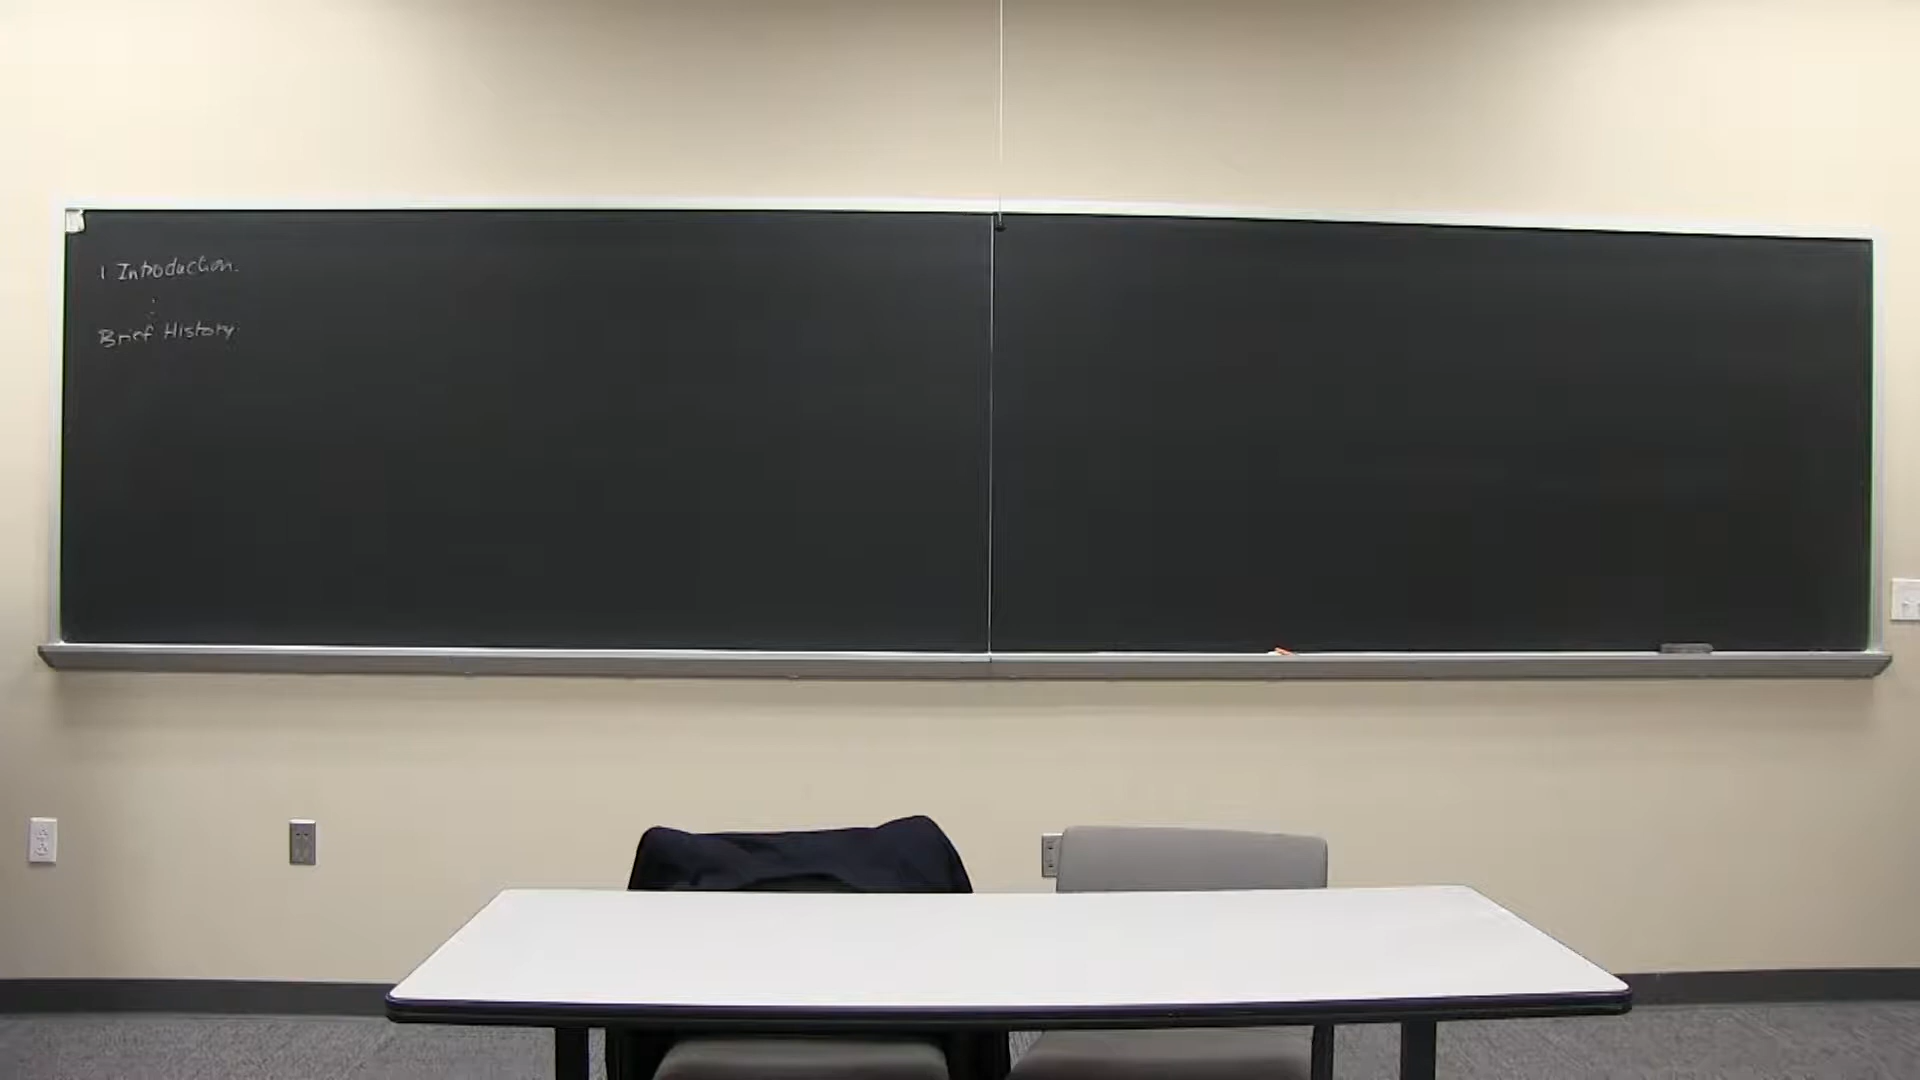 1 Introduction.
:
Brief History.